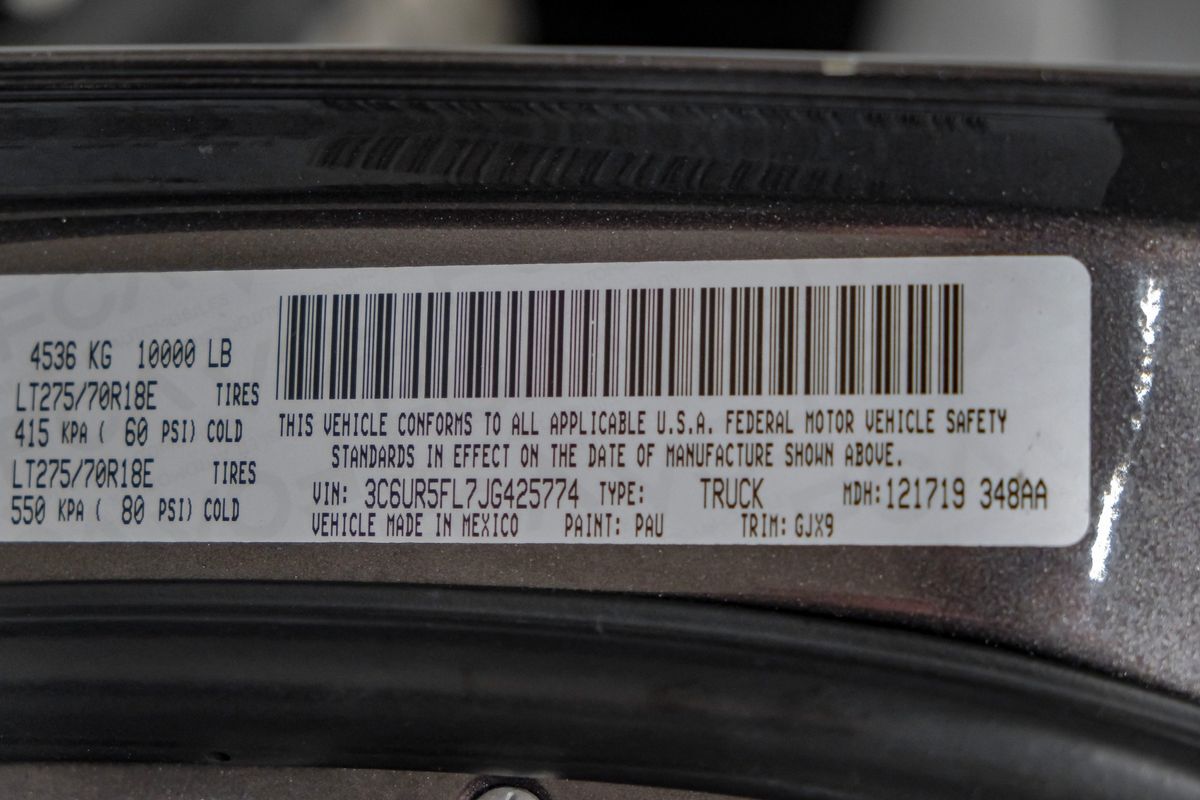 4536 KG 10000 LB
LT275/70R18E TIRES
415 KPA ( 60 PSI) COLD
LT275/70R18E TIRES
550 KPA ( 80 PSI) COLD
THIS VEHICLE CONFORMS TO ALL APPLICABLE U.S.A. FEDERAL MOTOR VEHICLE SAFETY
STANDARDS IN EFFECT ON THE DATE OF MANUFACTURE SHOWN ABOVE.
VIN: 3C6UR5FL7JG425774 TYPE: TRUCK MDH:121719 348AA
VEHICLE MADE IN MEXICO PAINT: PAU TRIM: GJX9